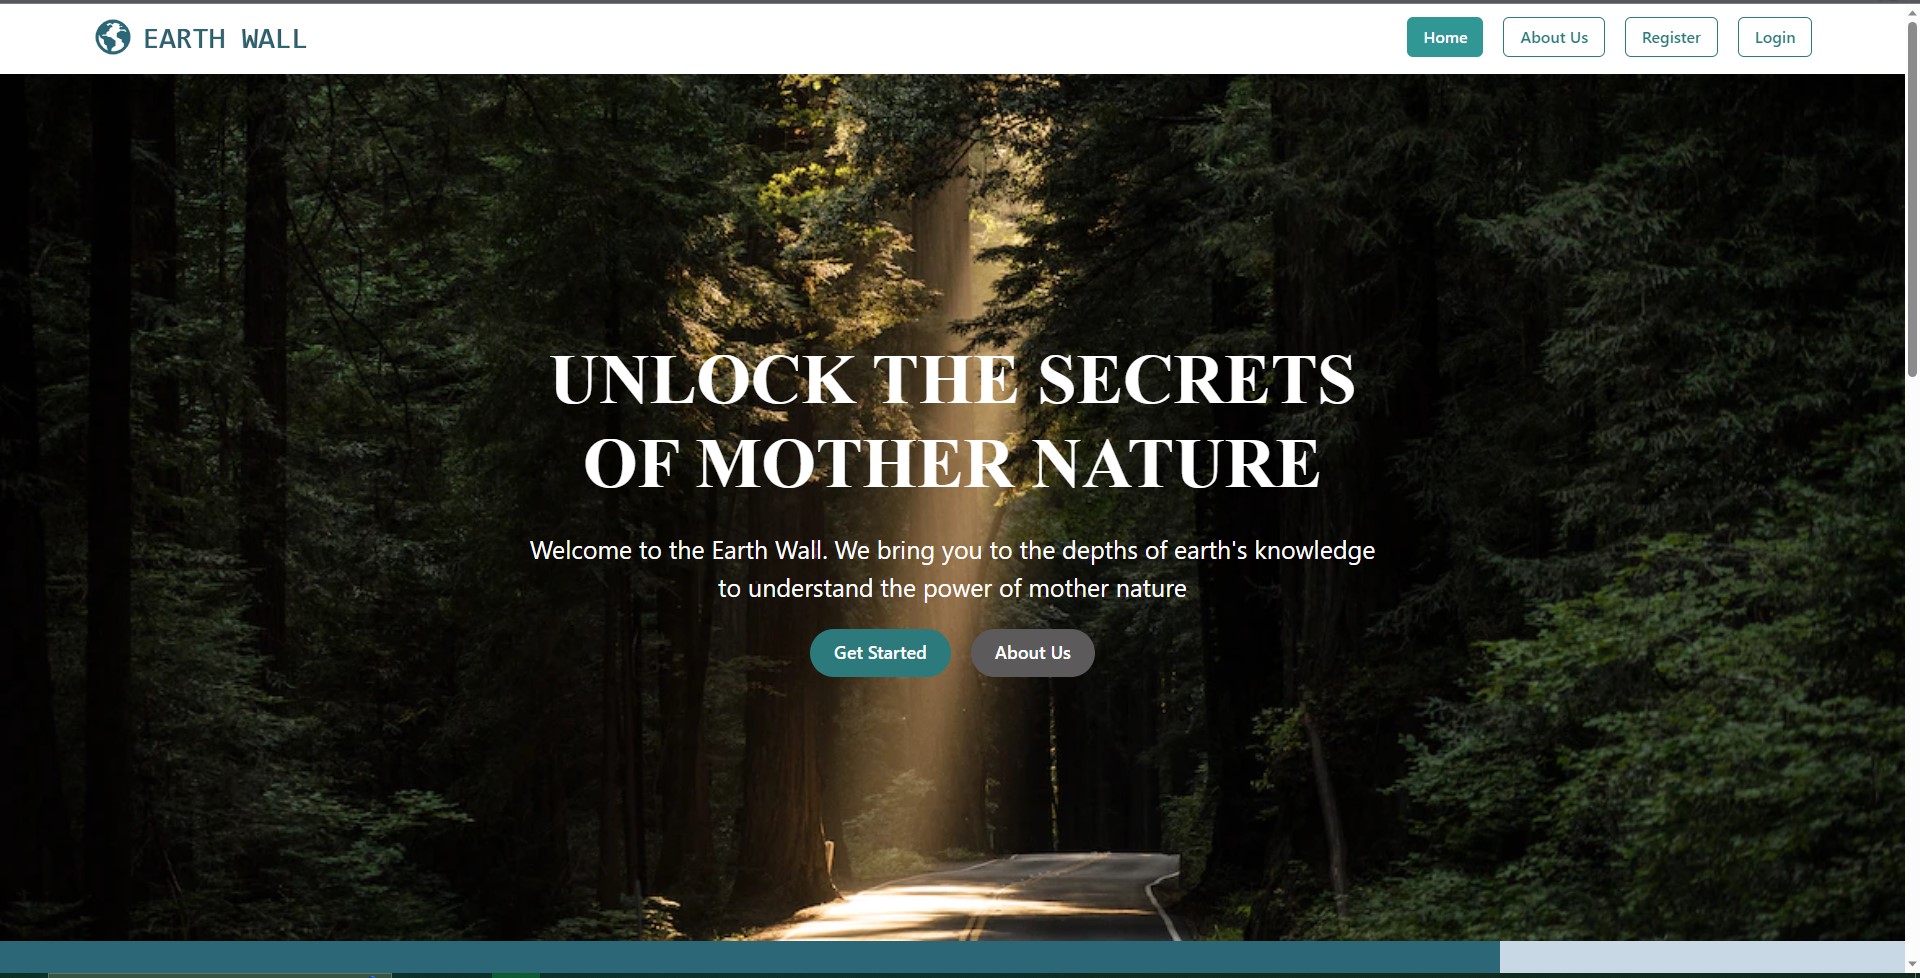 EARTH WALL
Home
About Us
Register
Login
UNLOCK THE SECRETS
OF MOTHER NATURE
Welcome to the Earth Wall. We bring you to the depths of earth's knowledge
to understand the power of mother nature
Get Started
About Us